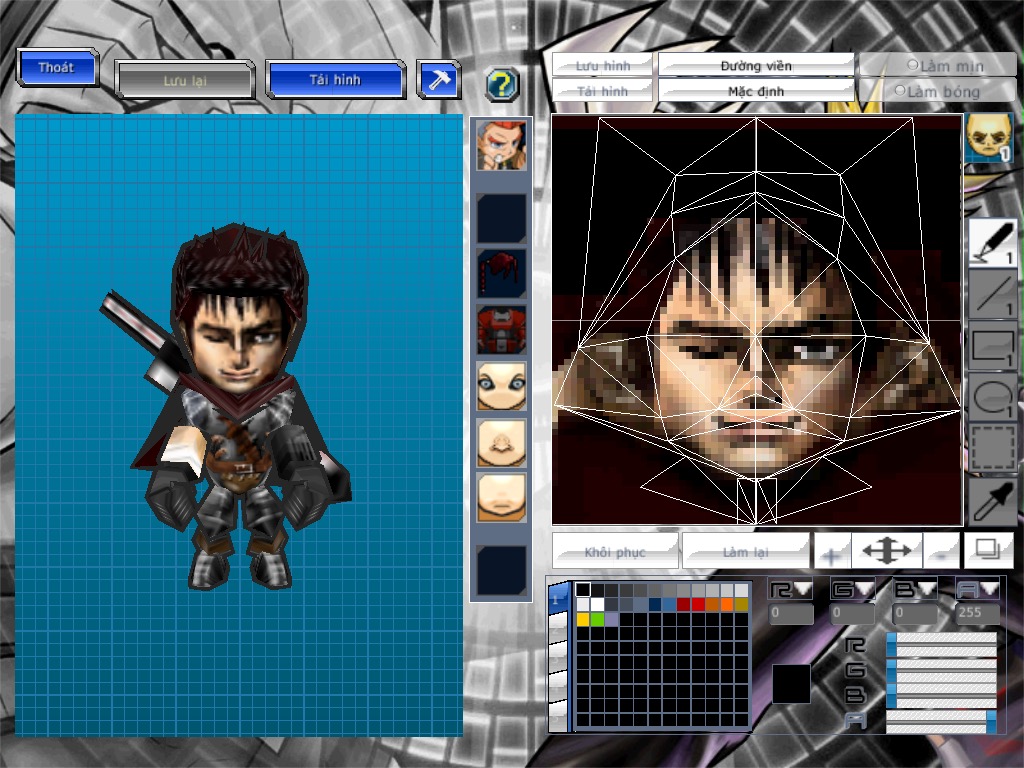 Thoát
Lưu lại
Tải hình
?
Lưu hình
Đường viền
Làm mịn
Tải hình
Mặc định
Làm bóng
1
1
1
1
1
Khôi phục
Làm lại
1
R G B A
0 0 0 255
R
G
B
A